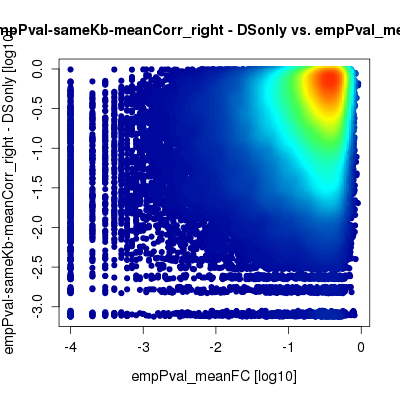 mpPval-sameKb-meanCorr_right - DSonly vs. empPval_me
empPval-sameKb-meanCorr_right - DSonly [log10]
0.0
-0.5
-1.0
-1.5
-2.0
-2.5
-3.0
-4 -3 -2 -1 0
empPval_meanFC [log10]